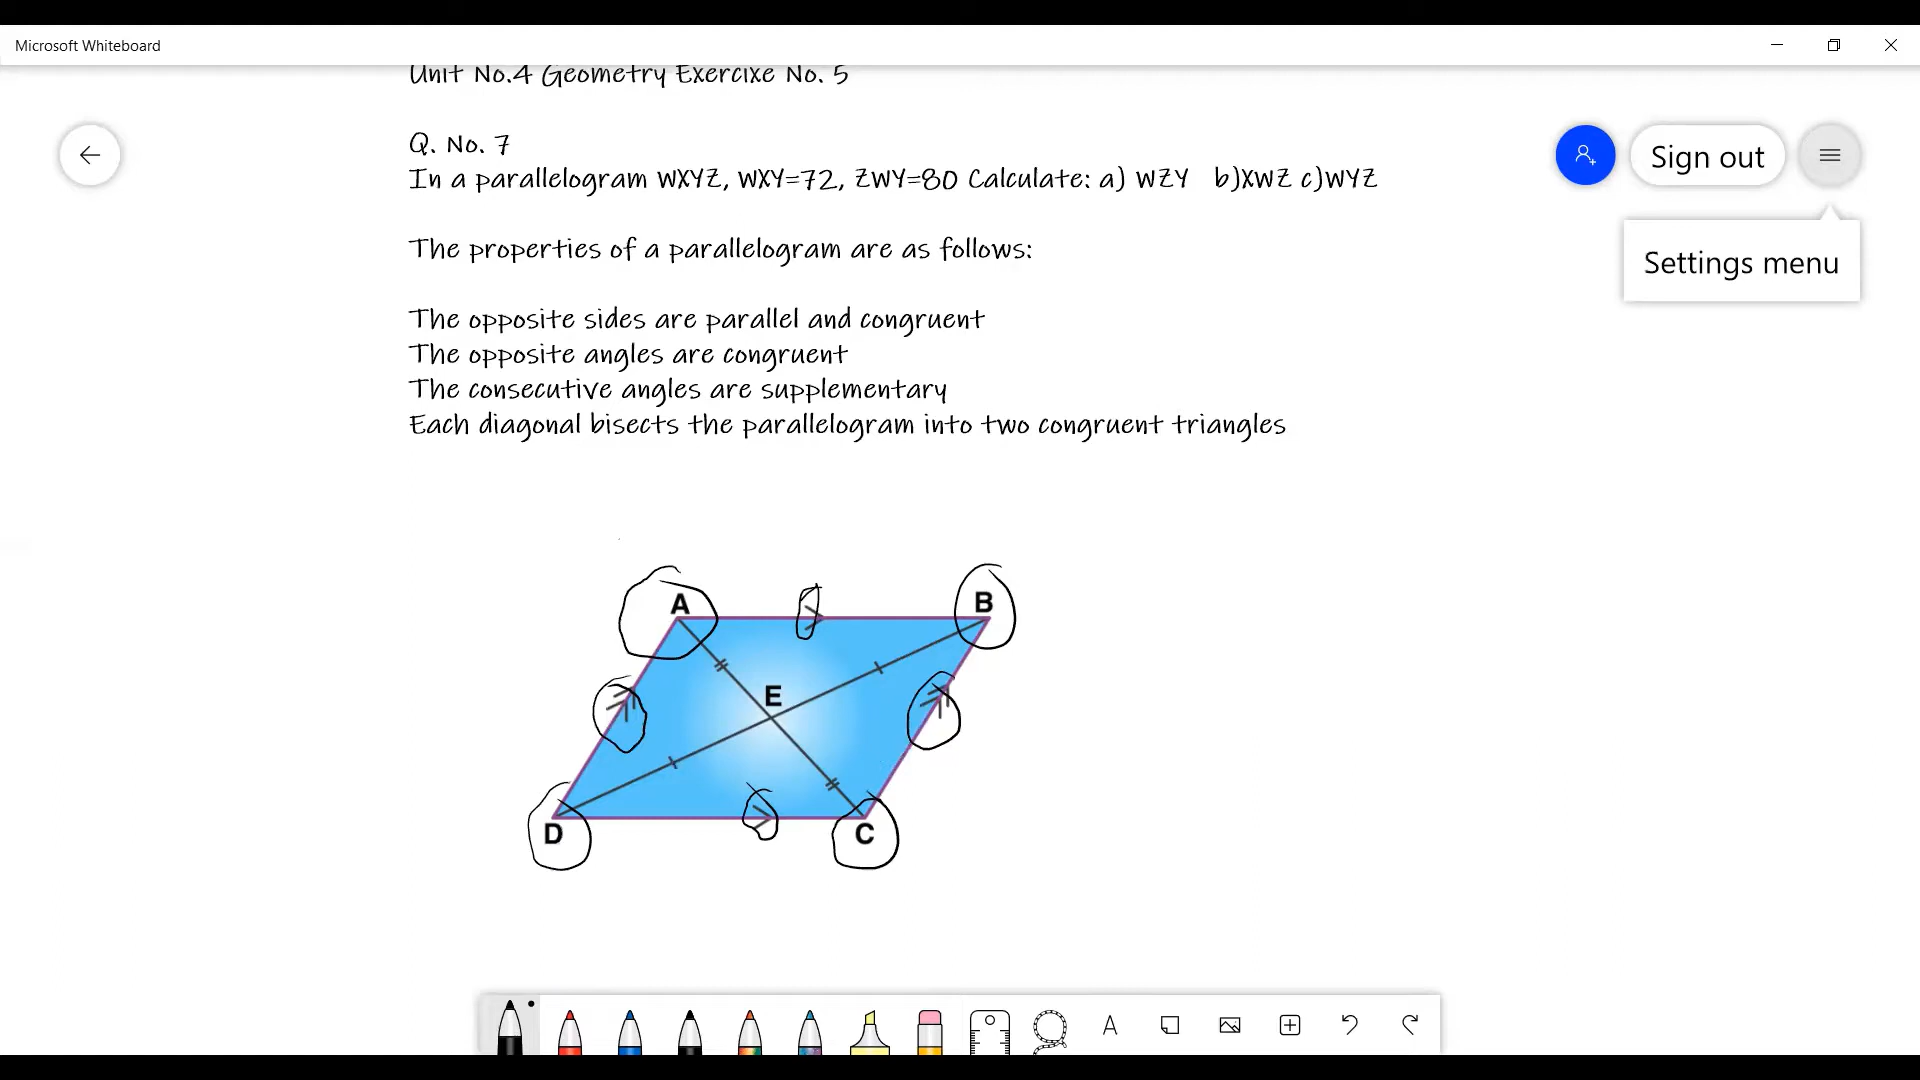 Microsoft Whiteboard
Unit No.4 Geometry Exercixe No. 5
Q. No. 7
In a parallelogram WXYZ, WXY=72, ZWY=80 Calculate: a) WZY b)XWZ c)WYZ
Sign out
Settings menu
The properties of a parallelogram are as follows:
The opposite sides are parallel and congruent
The opposite angles are congruent
The consecutive angles are supplementary
Each diagonal bisects the parallelogram into two congruent triangles
A
B
E
D
C